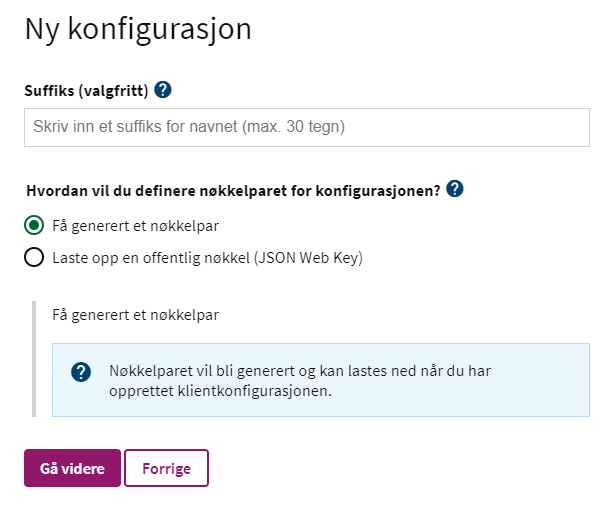 Ny konfigurasjon
Suffiks (valgfritt)
Skriv inn et suffiks for navnet (max. 30 tegn)
Hvordan vil du definere nøkkelparet for konfigurasjonen?
Få generert et nøkkelpar
Laste opp en offentlig nøkkel (JSON Web Key)
Få generert et nøkkelpar
Nøkkelparet vil bli generert og kan lastes ned når du har
opprettet klientkonfigurasjonen.
Gå videre
Forrige